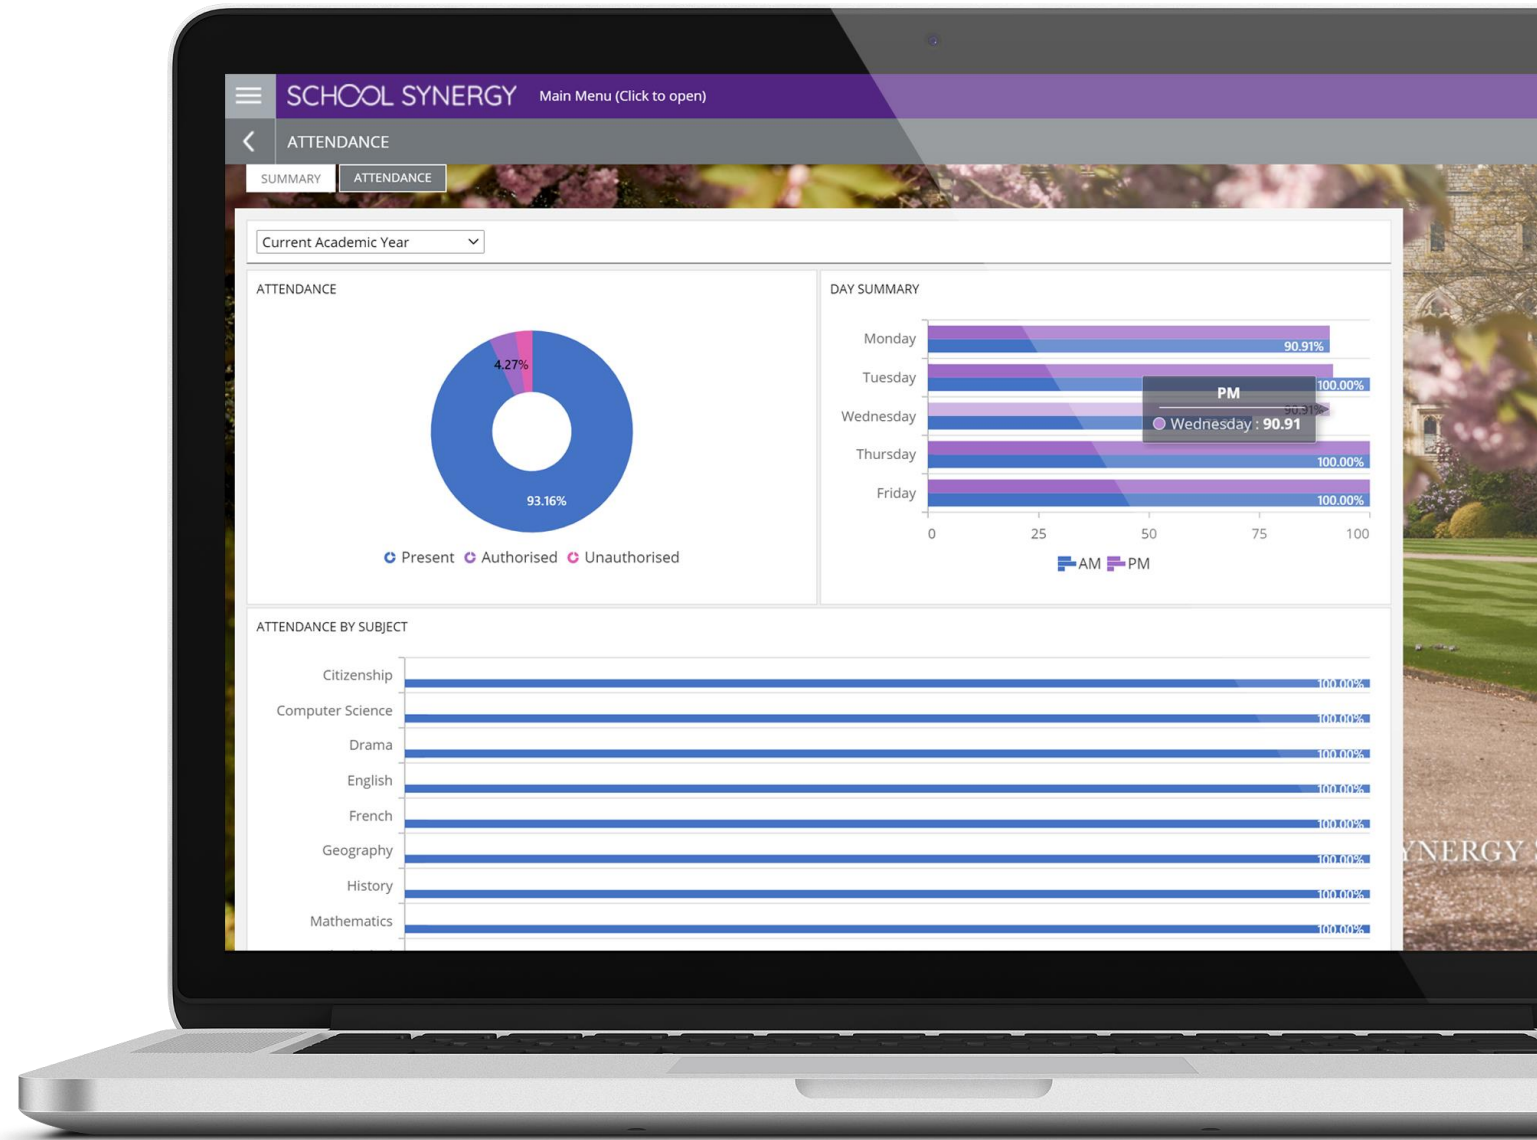 SCHOOL SYNERGY Main Menu (Click to open)
ATTENDANCE
SUMMARY ATTENDANCE
Current Academic Year
ATTENDANCE
4.27%
93.16%
Present Authorised Unauthorised
DAY SUMMARY
Monday 90.91%
Tuesday 100.00%
Wednesday 90.91%
Thursday 100.00%
Friday 100.00%
PM
Wednesday : 90.91
0 25 50 75 100
AM PM
ATTENDANCE BY SUBJECT
Citizenship 100.00%
Computer Science 100.00%
Drama 100.00%
English 100.00%
French 100.00%
Geography 100.00%
History 100.00%
Mathematics 100.00%
YNERGY